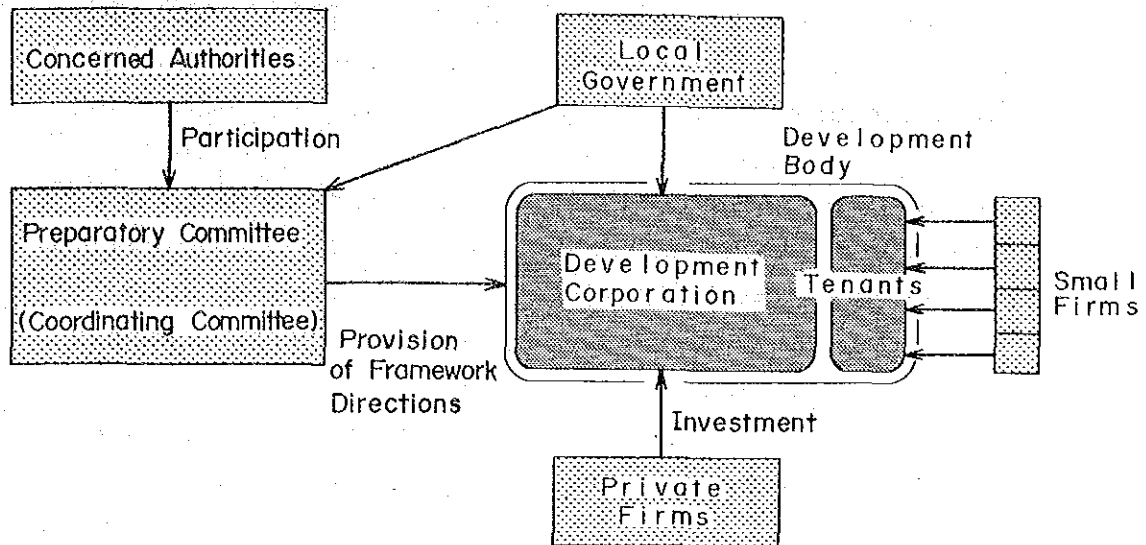 Concerned Authorities
Local
Government
Participation
Development
Body
Preparatory Committee
(Coordinating Committee)
Development
Corporation
Tenants
Small
Firms
Provision
of Framework
Directions
Investment
Private
Firms